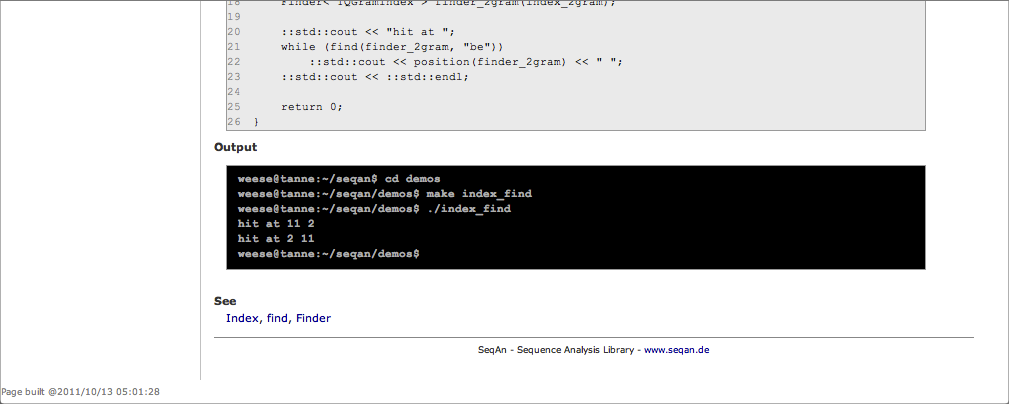 18 Finder< TQGramIndex > finder_2gram(index_2gram);
19
20 ::std::cout << "hit at ";
21 while (find(finder_2gram, "be"))
22 ::std::cout << position(finder_2gram) << " ";
23 ::std::cout << ::std::endl;
24
25 return 0;
26 }
Output
weese@tanne:~/seqan$ cd demos
weese@tanne:~/seqan/demos$ make index_find
weese@tanne:~/seqan/demos$ ./index_find
hit at 11 2
hit at 2 11
weese@tanne:~/seqan/demos$
See
Index, find, Finder
SeqAn - Sequence Analysis Library - www.seqan.de
Page built @2011/10/13 05:01:28